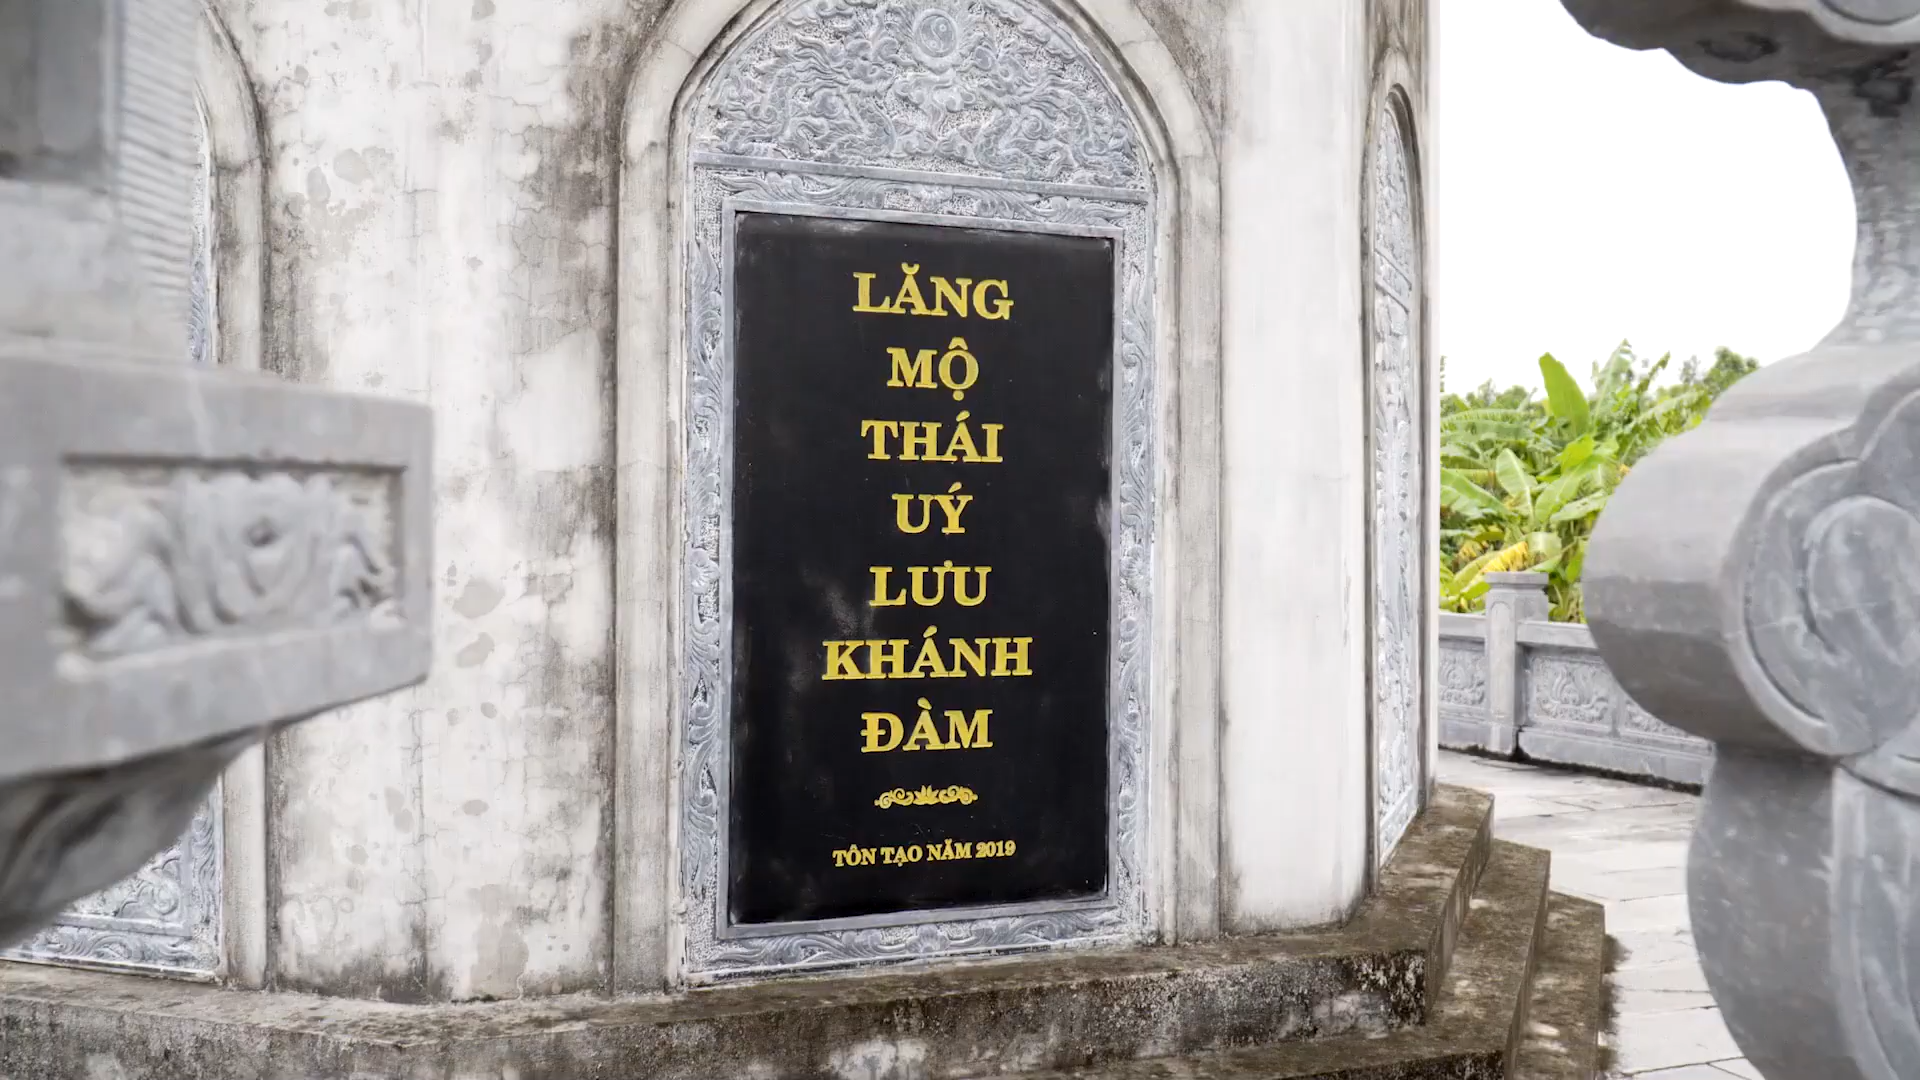 LĂNG
MỘ
THÁI
UÝ
LƯU
KHÁNH
ĐÀM
TÔN TẠO NĂM 2019